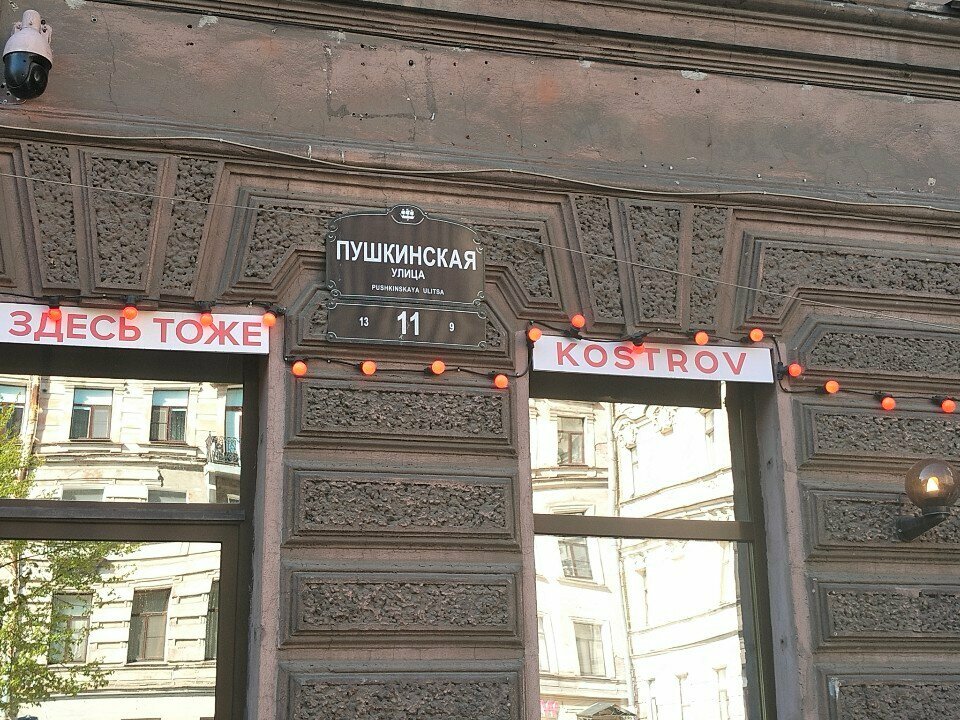 ПУШКИНСКАЯ
УЛИЦА
PUSHKINSKAYA ULITSA
13 11 9
ЗДЕСЬ ТОЖЕ
KOSTROV